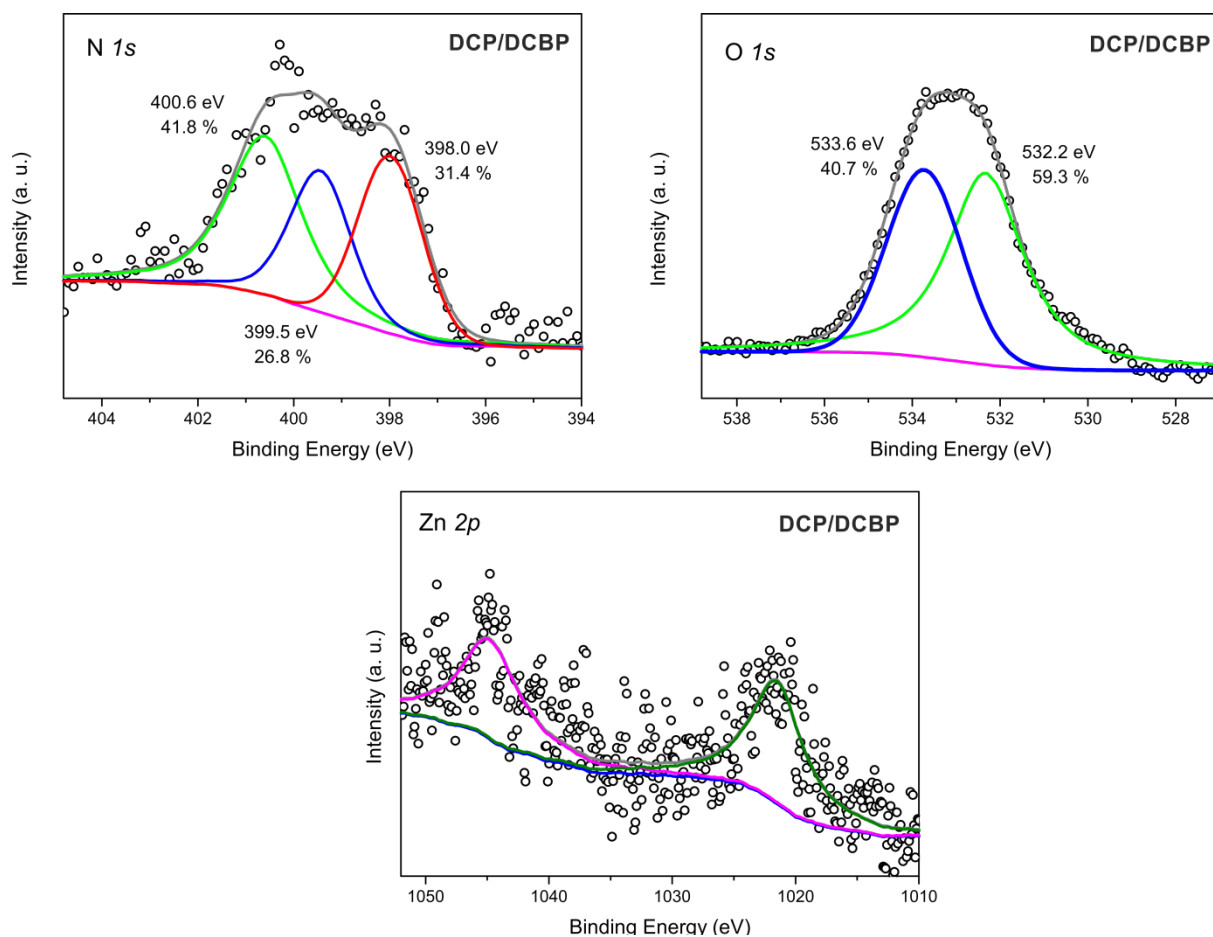 N 1s
DCP/DCBP
400.6 eV
41.8 %
398.0 eV
31.4 %
399.5 eV
26.8 %
Intensity (a. u.)
404 402 400 398 396 394
Binding Energy (eV)
O 1s
DCP/DCBP
533.6 eV
40.7 %
532.2 eV
59.3 %
Intensity (a. u.)
538 536 534 532 530 528
Binding Energy (eV)
Zn 2p
DCP/DCBP
Intensity (a. u.)
1050 1040 1030 1020 1010
Binding Energy (eV)